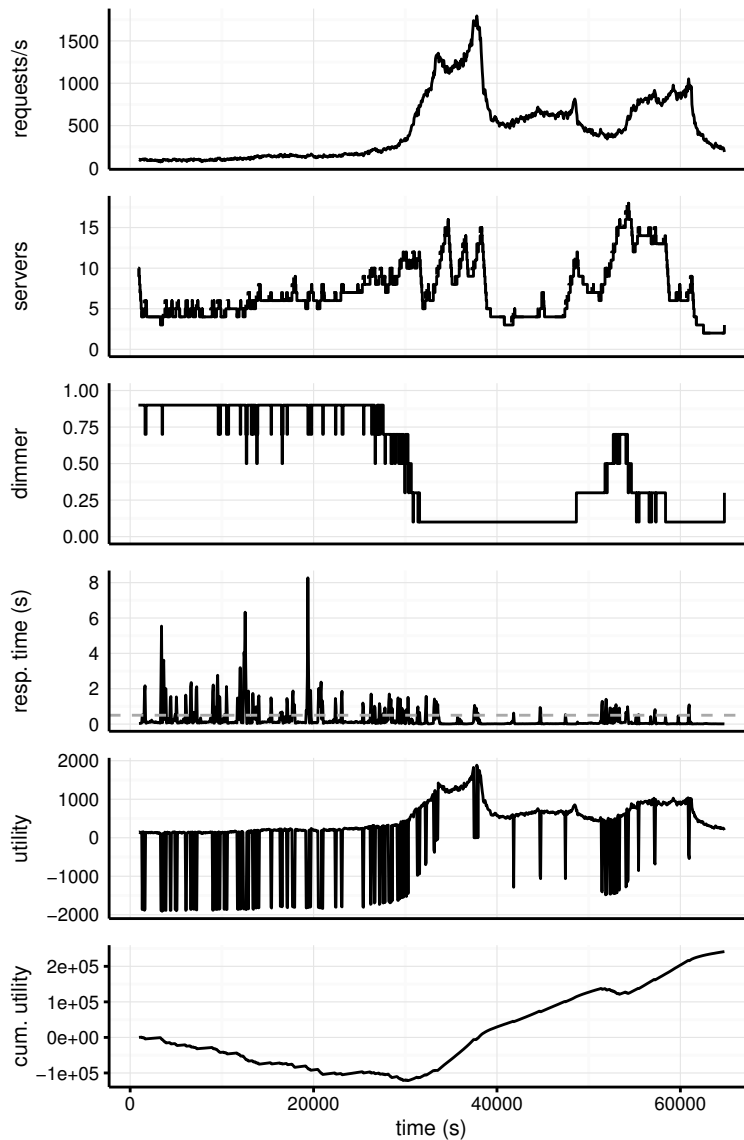 requests/s
1500
1000
500
0
servers
15
10
5
0
dimmer
1.00
0.75
0.50
0.25
0.00
resp. time (s)
8
6
4
2
0
utility
2000
1000
0
−1000
−2000
cum. utility
2e+05
1e+05
0e+00
−1e+05
0 20000 40000 60000
time (s)